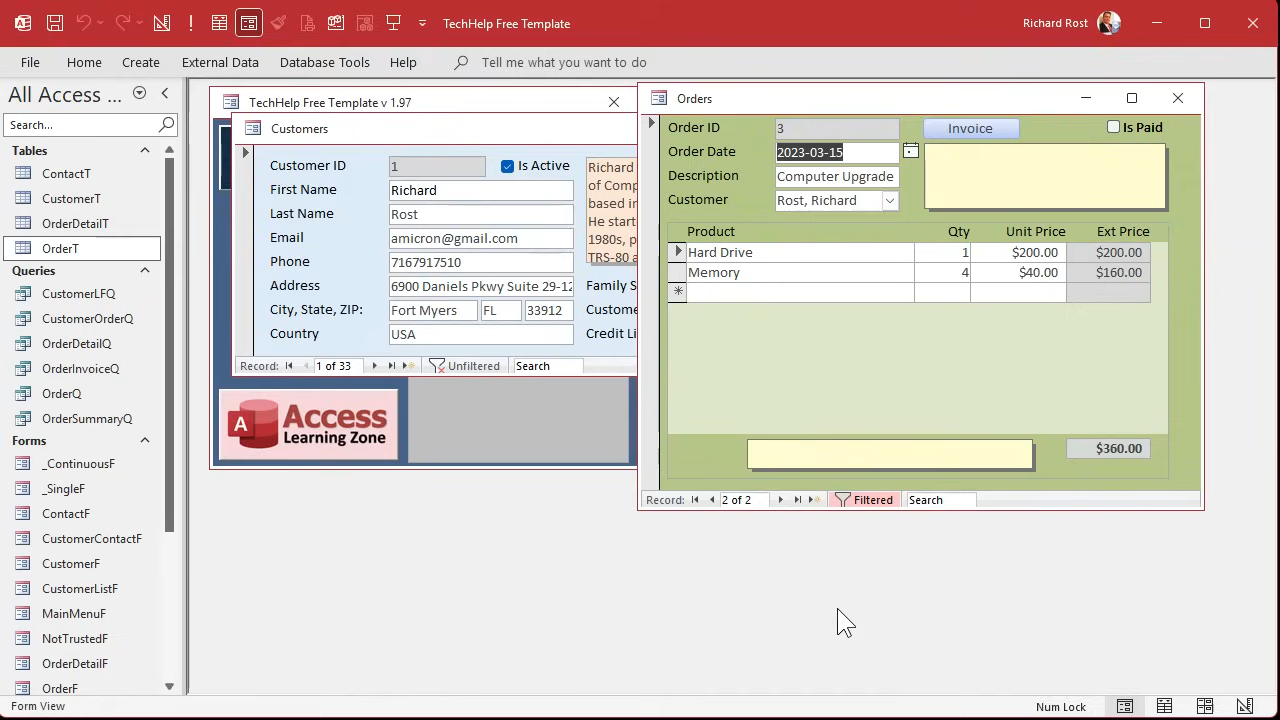 TechHelp Free Template
Richard Rost
File
Home
Create
External Data
Database Tools
Help
Tell me what you want to do
All Access ...
Search...
Tables
ContactT
CustomerT
OrderDetailT
OrderT
Queries
CustomerLFQ
CustomerOrderQ
OrderDetailQ
OrderInvoiceQ
OrderQ
OrderSummaryQ
Forms
_ContinuousF
_SingleF
ContactF
CustomerContactF
CustomerF
CustomerListF
MainMenuF
NotTrustedF
OrderDetailF
OrderF
TechHelp Free Template v 1.97
Customers
Customer ID 1 Is Active
First Name Richard
Last Name Rost
Email amicron@gmail.com
Phone 7167917510
Address 6900 Daniels Pkwy Suite 29-12
City, State, ZIP: Fort Myers FL 33912
Country USA
Richard
of Comp
based in
He start
1980s, p
TRS-80 a
Family S
Custome
Credit Li
Record: 1 of 33 Unfiltered Search
A Access
Learning Zone
Orders
Order ID 3 Invoice Is Paid
Order Date 2023-03-15
Description Computer Upgrade
Customer Rost, Richard
Product Qty Unit Price Ext Price
Hard Drive 1 $200.00 $200.00
Memory 4 $40.00 $160.00
$360.00
Record: 2 of 2 Filtered Search
Form View
Num Lock